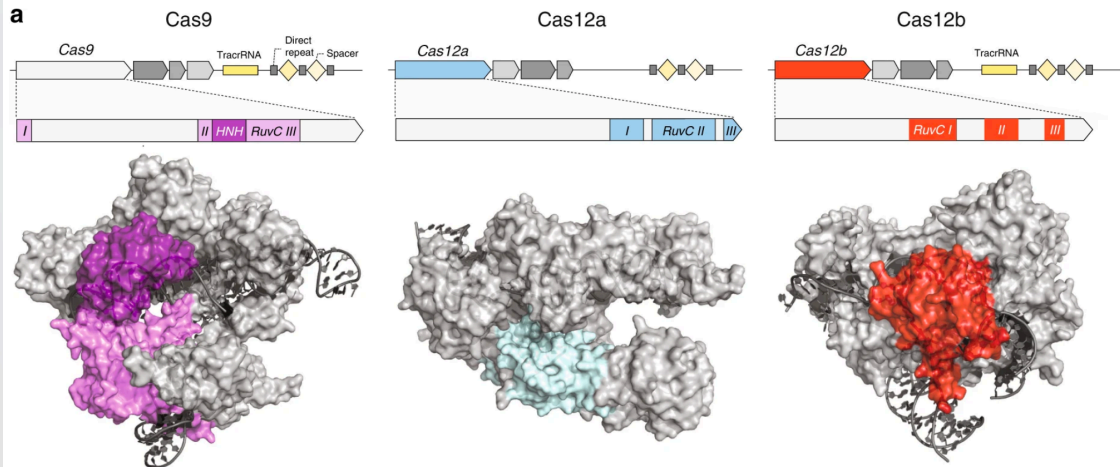 a
Cas9
Cas12a
Cas12b
Cas9
TracrRNA
Direct
repeat
Spacer
Cas12a
Cas12b
TracrRNA
I
II
HNH
RuvC III
I
RuvC II
III
RuvC I
II
III